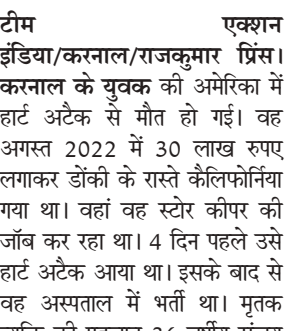 टीम एक्शन
इंडिया/करनाल/राजकुमार प्रिंस।
करनाल के युवक की अमेरिका में
हार्ट अटैक से मौत हो गई। वह
अगस्त 2022 में 30 लाख रुपए
लगाकर डोंकी के रास्ते कैलिफोर्निया
गया था। वहां वह स्टोर कीपर की
जॉब कर रहा था। 4 दिन पहले उसे
हार्ट अटैक आया था। इसके बाद से
वह अस्पताल में भर्ती था। मृतक